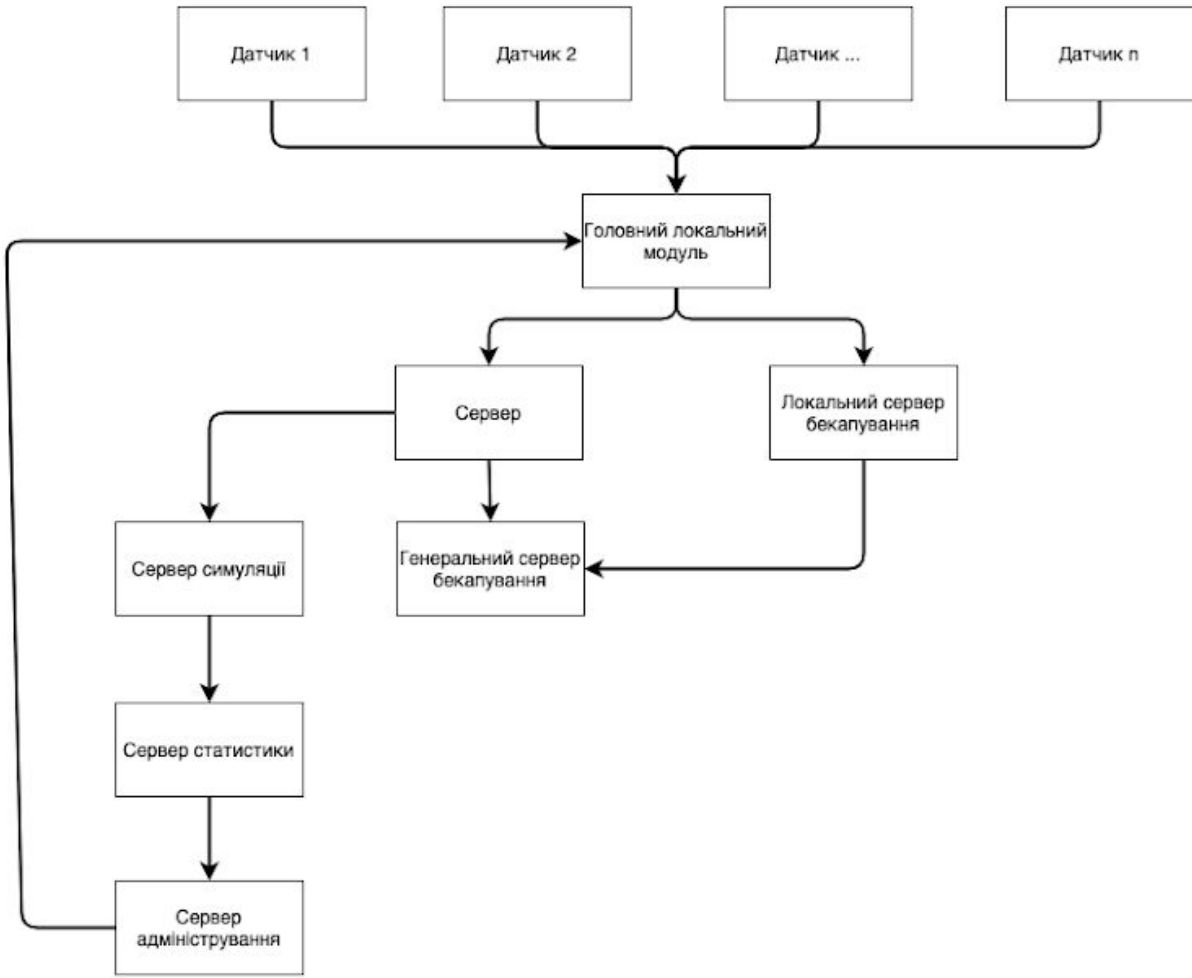 Датчик 1
Датчик 2
Датчик ...
Датчик n
Головний локальний
модуль
Сервер
Локальний сервер
бекапування
Сервер симуляції
Генеральний сервер
бекапування
Сервер статистики
Сервер
адміністрування